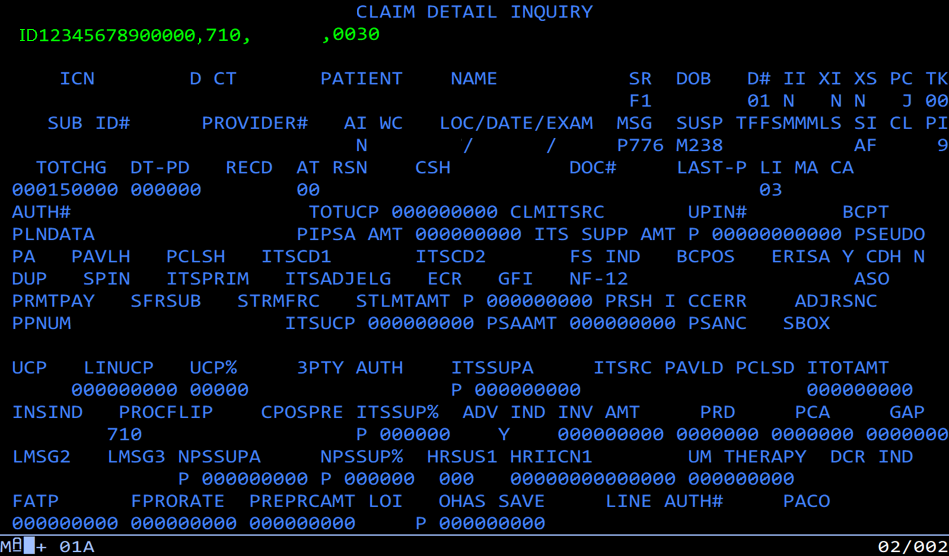 CLAIM DETAIL INQUIRY
ID12345678900000,710,        ,0030
ICN        D CT       PATIENT    NAME           SR  DOB   D# II XI XS PC TK
F1        01 N   N N   J 00
SUB ID#      PROVIDER#   AI WC   LOC/DATE/EXAM  MSG  SUSP TFFSMMMLS SI CL PI
N        /      /     P776 M238         AF     9
TOTCHG  DT-PD   RECD  AT RSN    CSH          DOC#     LAST-P LI MA CA
000150000 000000        00                                     03
AUTH#                    TOTUCP 000000000 CLMITSRC       UPIN#        BCPT
PLNDATA                 PIPSA AMT 000000000 ITS SUPP AMT P 00000000000 PSEUDO
PA   PAVLH   PCLSH   ITSCD1       ITSCD2       FS IND   BCPOS   ERISA Y CDH N
DUP   SPIN   ITSPRIM   ITSADJELG   ECR   GFI   NF-12                   ASO
PRMTPAY   SFRSUB   STRMFRC   STLMTAMT P 000000000 PRSH I CCERR    ADJRSNC
PPNUM                  ITSUCP 000000000 PSAAMT 000000000 PSANC   SBOX
UCP   LINUCP   UCP%     3PTY AUTH    ITSSUPA     ITSRC PAVLD PCLSD ITOTAMT
000000000 00000                 P 000000000                   000000000
INSIND   PROCFLIP    CPOSPRE ITSSUP%  ADV IND INV AMT     PRD     PCA     GAP
710                  P 000000    Y    000000000 0000000 0000000 0000000
LMSG2   LMSG3 NPSSUPA     NPSSUP%  HRSUS1 HRIICN1        UM THERAPY  DCR IND
P 000000000 P 000000  000   00000000000000 000000000
FATP      FPRORATE  PREPRCAMT LOI  OHAS SAVE     LINE AUTH#     PACO
000000000 000000000 000000000     P 000000000
M + 01A                                                                   02/002